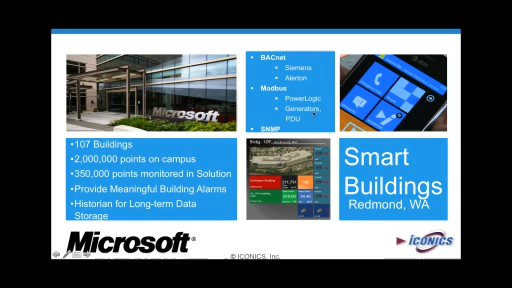 Microsoft
BACnet
Siemens
Alerton
Modbus
PowerLogic
Generators,
PDU
SNMP
107 Buildings
2,000,000 points on campus
350,000 points monitored in Solution
Provide Meaningful Building Alarms
Historian for Long-term Data
Storage
Smart
Buildings
Redmond, WA
Microsoft®
ICONICS
© ICONICS, Inc.